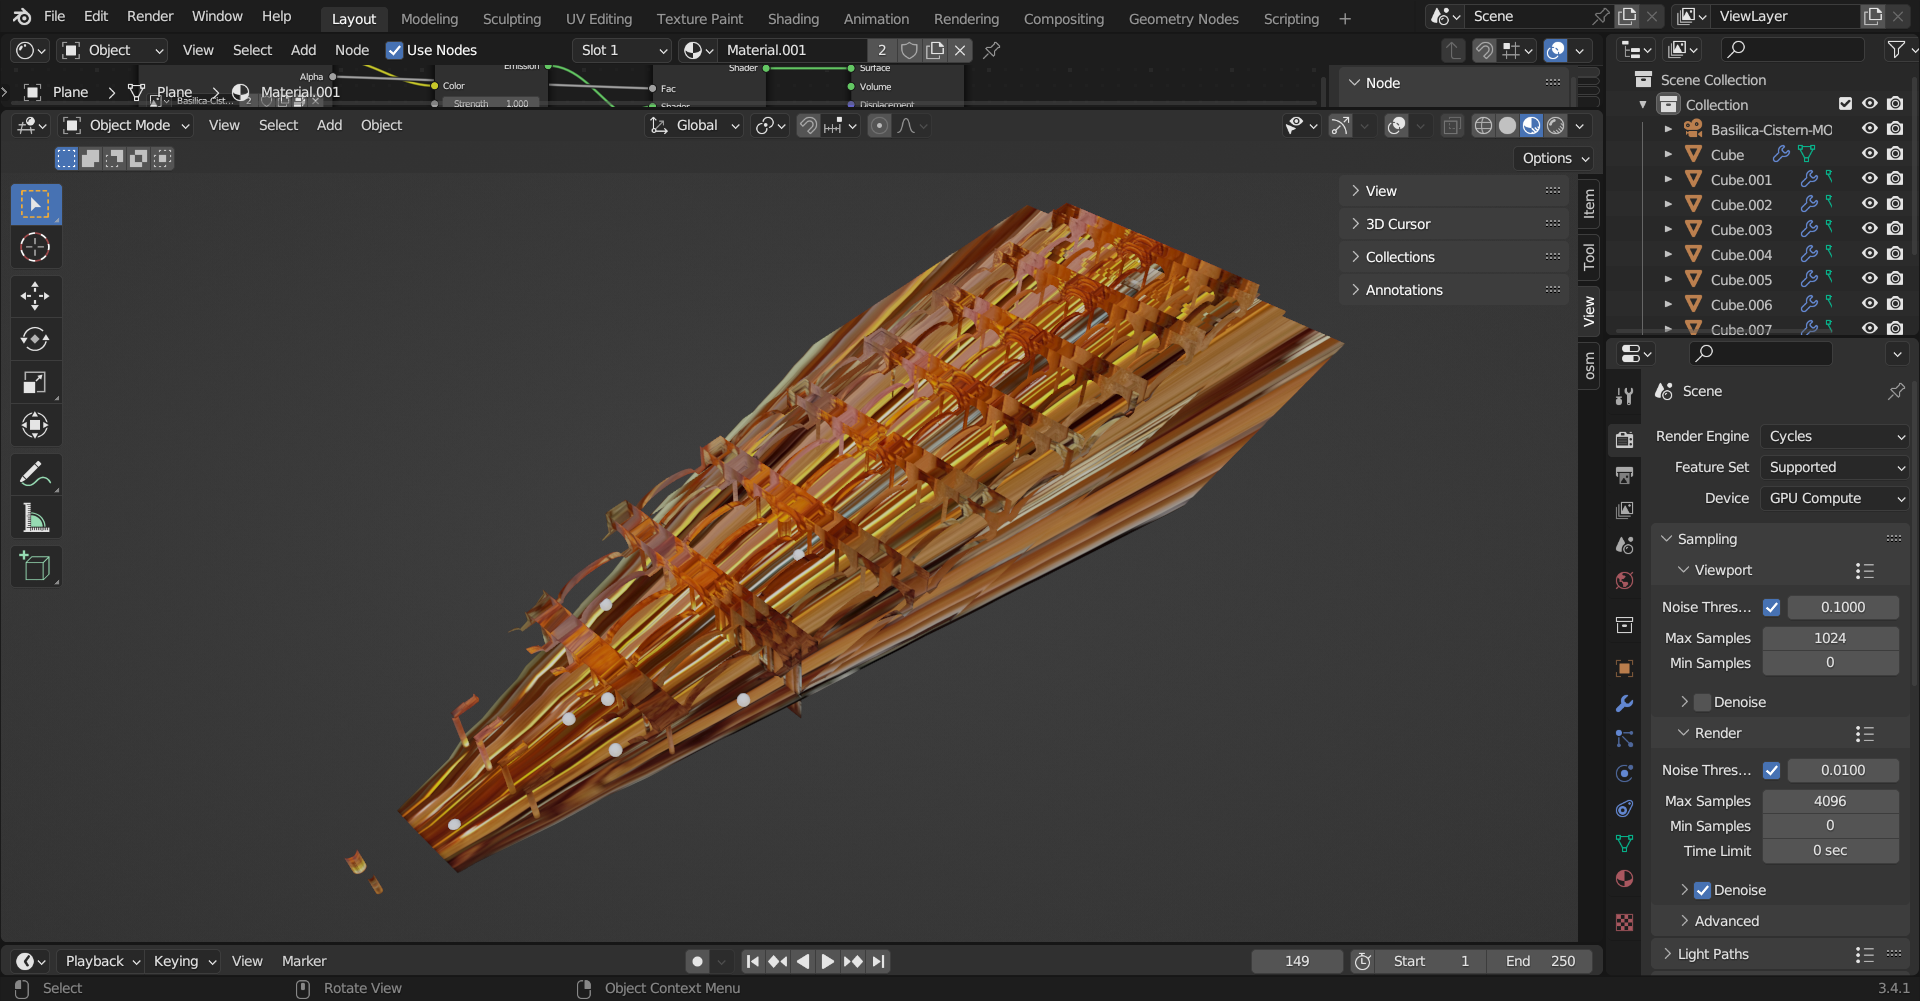 File Edit Render Window Help Layout Modeling Sculpting UV Editing Texture Paint Shading Animation Rendering Compositing Geometry Nodes Scripting + Scene ViewLayer
Object View Select Add Node Use Nodes Slot 1 Material.001 2
Alpha Emission Color Strength 1.000 Shader Fac Shader Surface Volume Displacement
Plane > Plane > Material.001
Basilica-Cist... 2
Node
Object Mode View Select Add Object Global
Options
View
3D Cursor
Collections
Annotations
Item
Tool
View
osm
Scene Collection
Collection
Basilica-Cistern-MO
Cube
Cube.001
Cube.002
Cube.003
Cube.004
Cube.005
Cube.006
Cube.007
Scene
Render Engine Cycles
Feature Set Supported
Device GPU Compute
Sampling
Viewport
Noise Thres... 0.1000
Max Samples 1024
Min Samples 0
Denoise
Render
Noise Thres... 0.0100
Max Samples 4096
Min Samples 0
Time Limit 0 sec
Denoise
Advanced
Light Paths
Playback Keying View Marker 149 Start 1 End 250
Select Rotate View Object Context Menu 3.4.1